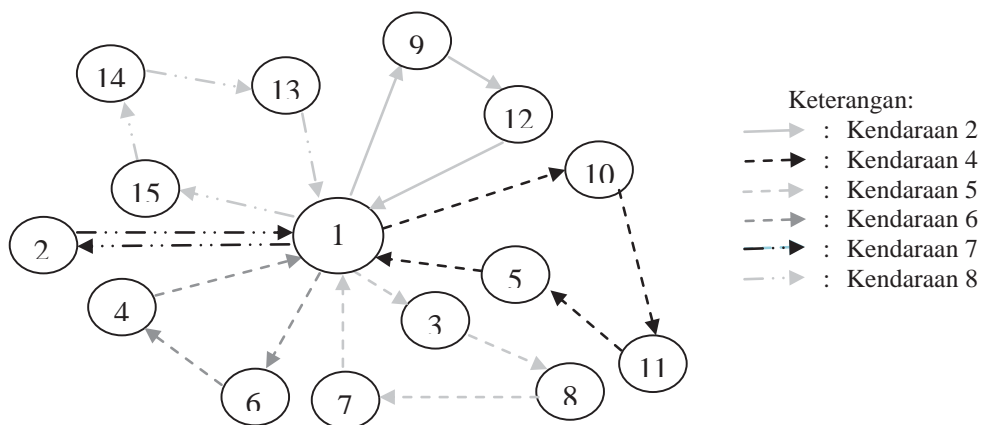 9
14
13
12
10
15
1
2
5
4
3
11
6
7
8
Keterangan:
: Kendaraan 2
: Kendaraan 4
: Kendaraan 5
: Kendaraan 6
: Kendaraan 7
: Kendaraan 8